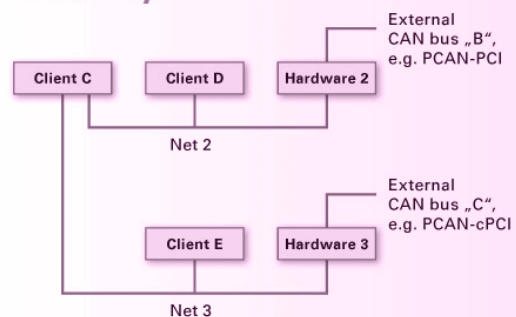 External
CAN bus „B“,
e.g. PCAN-PCI
Client C
Client D
Hardware 2
Net 2
External
CAN bus „C“,
e.g. PCAN-cPCI
Client E
Hardware 3
Net 3